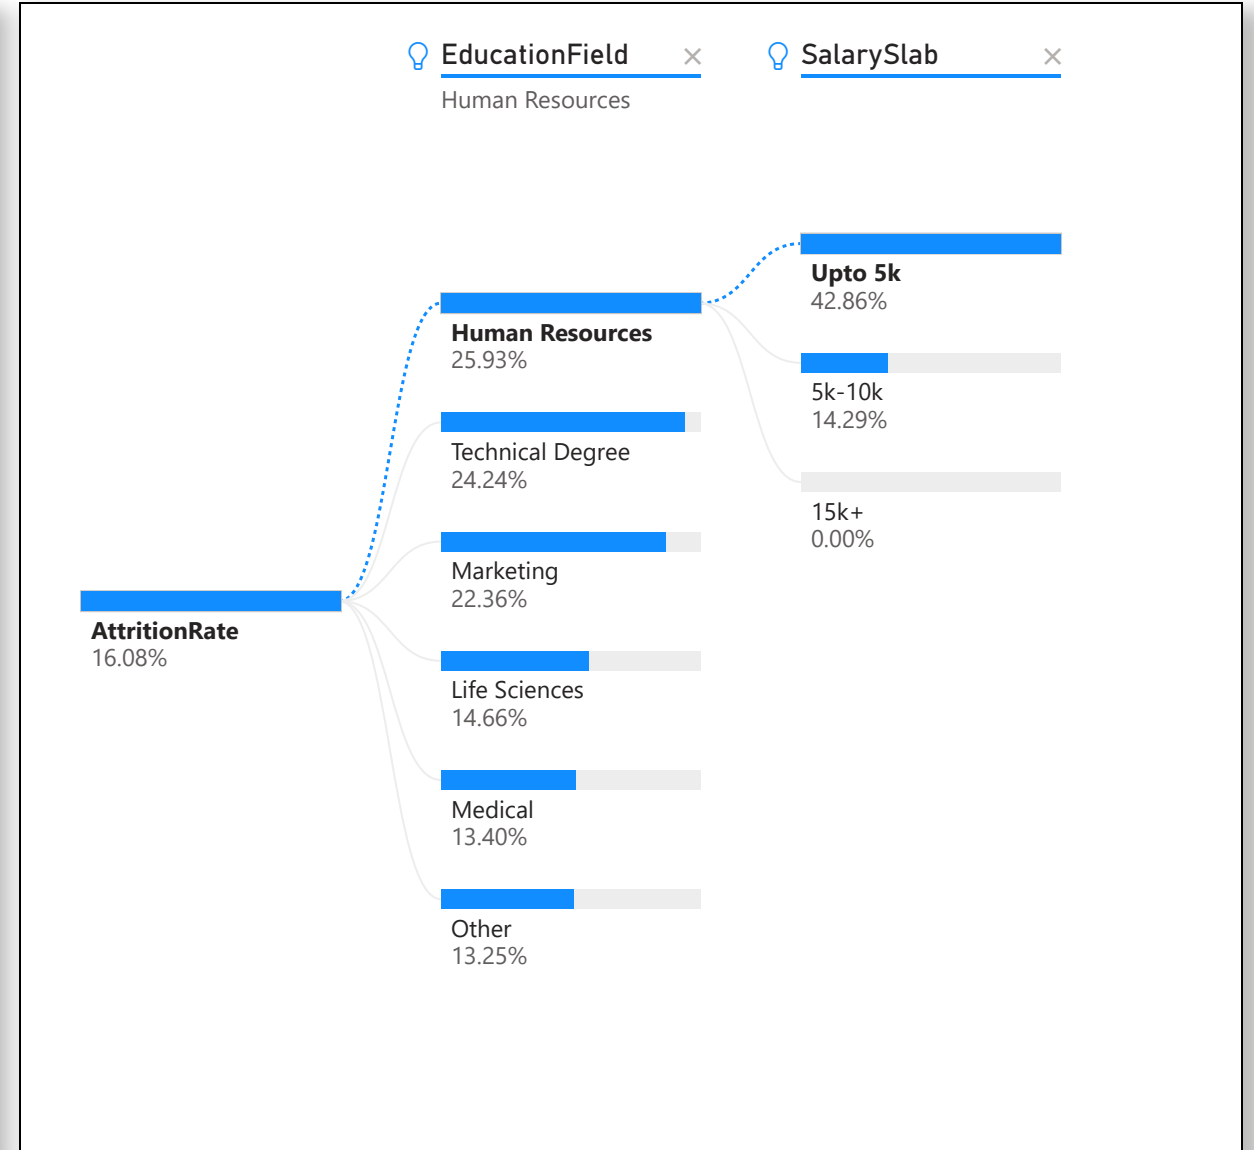 EducationField
Human Resources
SalarySlab
AttritionRate
16.08%
Human Resources
25.93%
Technical Degree
24.24%
Marketing
22.36%
Life Sciences
14.66%
Medical
13.40%
Other
13.25%
Upto 5k
42.86%
5k-10k
14.29%
15k+
0.00%